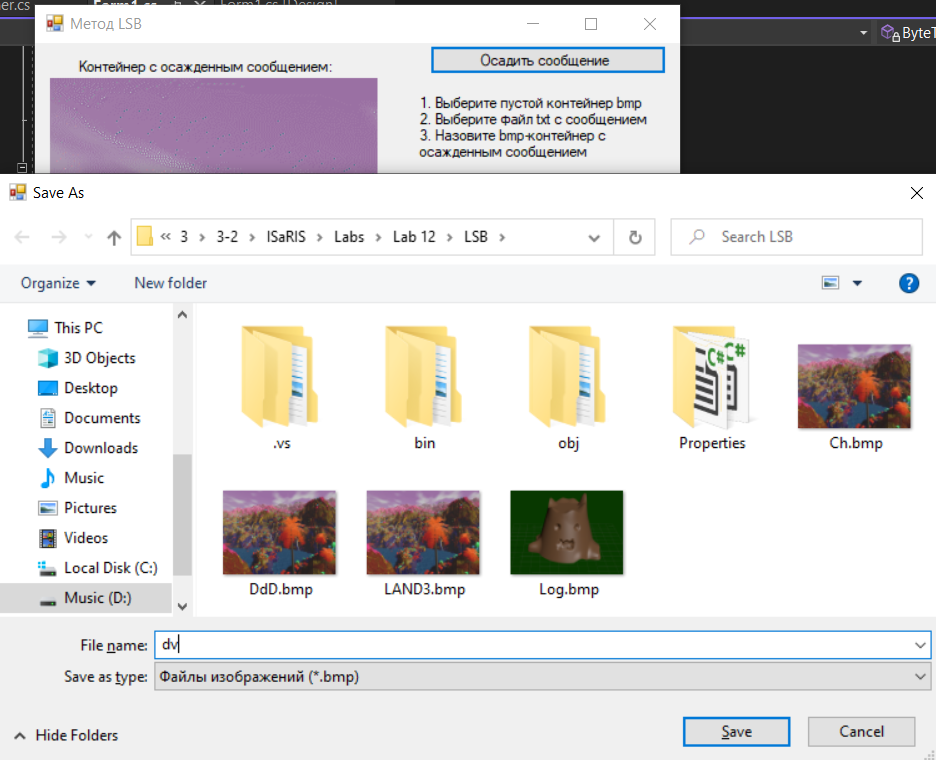 Form1.cs
Form1.cs [Design]
Метод LSB
ByteT
Контейнер с осажденным сообщением:
Осадить сообщение
1. Выберите пустой контейнер bmp
2. Выберите файл txt с сообщением
3. Назовите bmp-контейнер с
осажденным сообщением
Save As
« 3 › 3-2 › ISaRIS › Labs › Lab 12 › LSB ›
Search LSB
Organize
New folder
This PC
3D Objects
Desktop
Documents
Downloads
Music
Pictures
Videos
Local Disk (C:)
Music (D:)
.vs
bin
obj
C# C#
Properties
Ch.bmp
DdD.bmp
LAND3.bmp
Log.bmp
File name: dv
Save as type: Файлы изображений (*.bmp)
Hide Folders
Save
Cancel